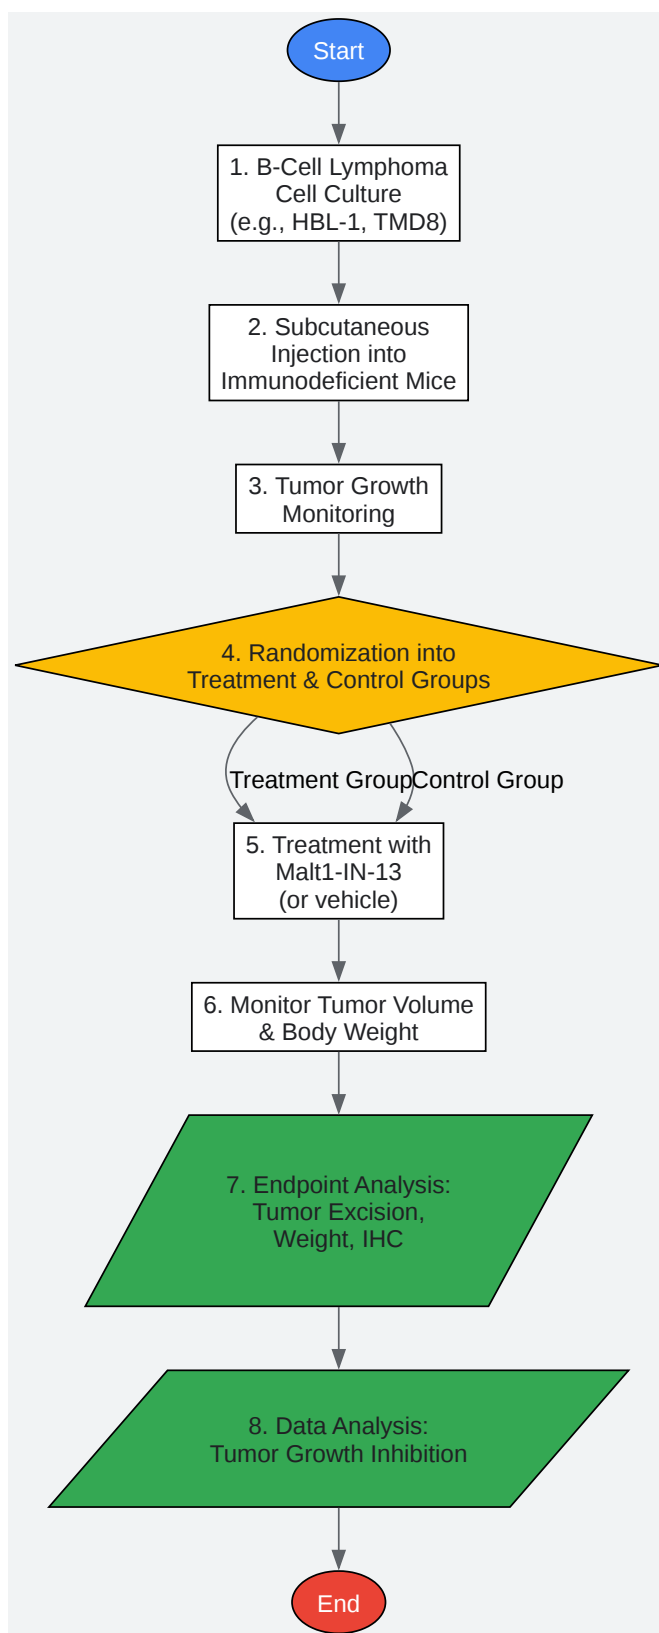 Start
1. B-Cell Lymphoma
Cell Culture
(e.g., HBL-1, TMD8)
2. Subcutaneous
Injection into
Immunodeficient Mice
3. Tumor Growth
Monitoring
4. Randomization into
Treatment & Control Groups
Treatment Group
Control Group
5. Treatment with
Malt1-IN-13
(or vehicle)
6. Monitor Tumor Volume
& Body Weight
7. Endpoint Analysis:
Tumor Excision,
Weight, IHC
8. Data Analysis:
Tumor Growth Inhibition
End